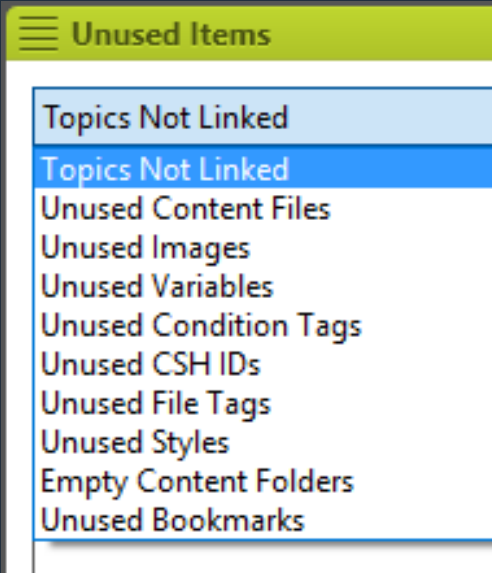 Unused Items
Topics Not Linked
Topics Not Linked
Unused Content Files
Unused Images
Unused Variables
Unused Condition Tags
Unused CSH IDs
Unused File Tags
Unused Styles
Empty Content Folders
Unused Bookmarks